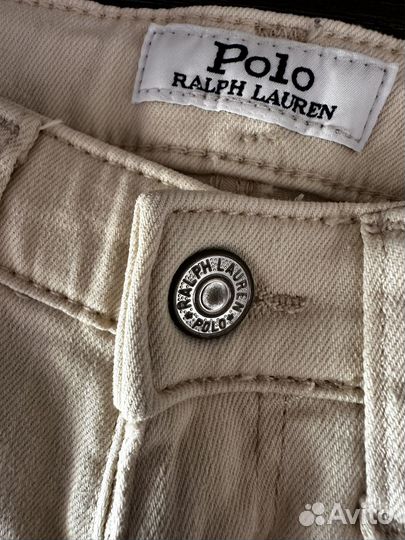 Polo
RALPH LAUREN
RALPH LAUREN
★ POLO ★
Avito